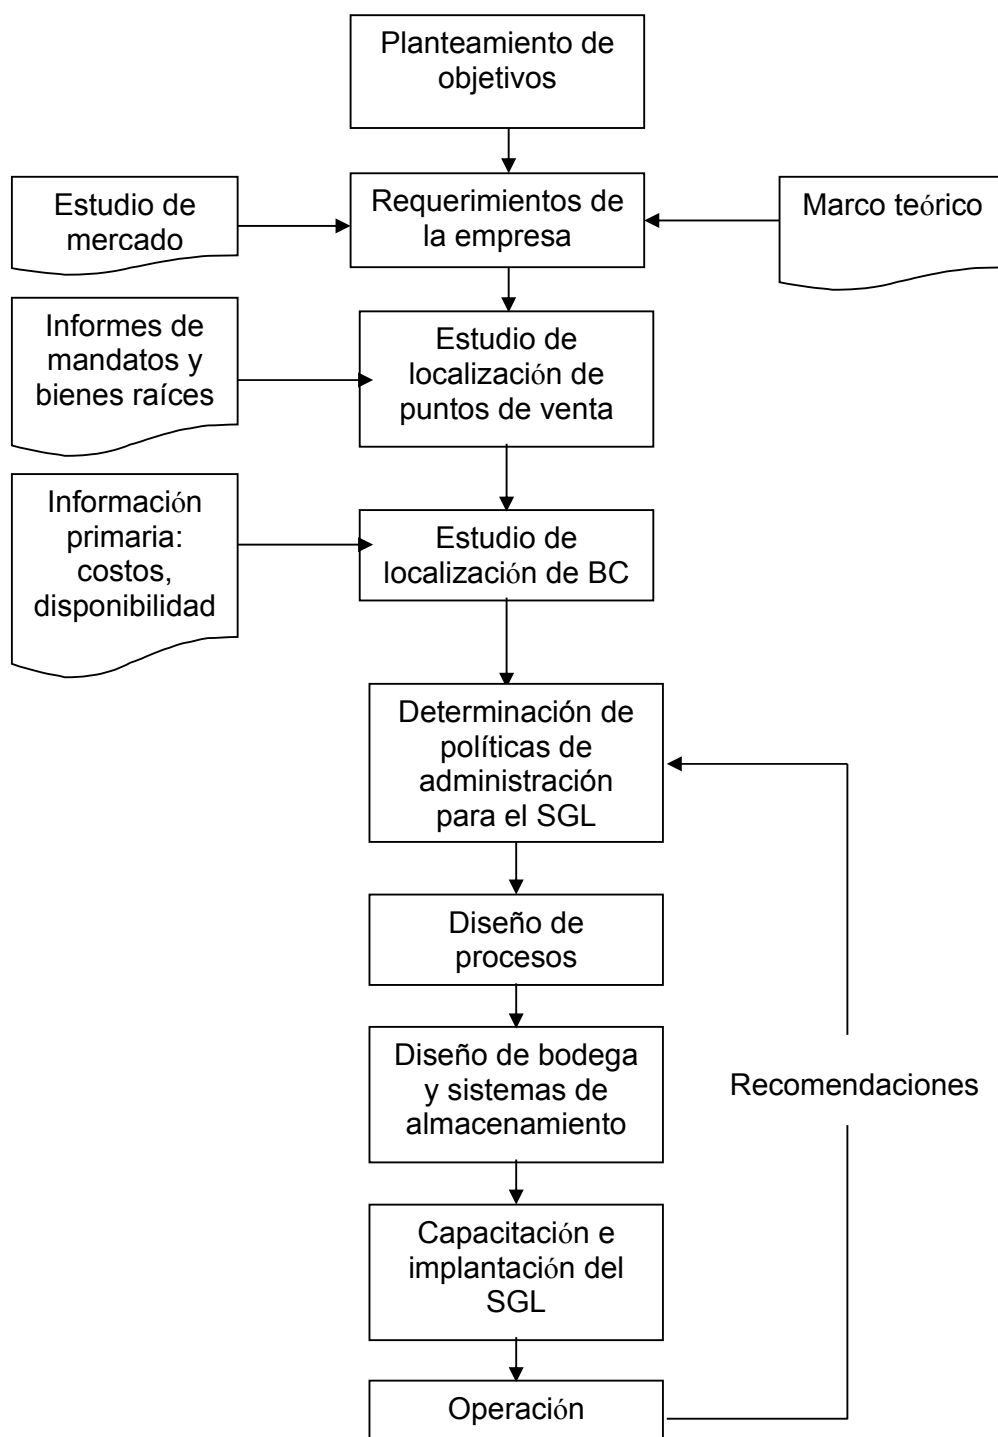 Planteamiento de
objetivos
Estudio de
mercado
Requerimientos de
la empresa
Marco teórico
Informes de
mandatos y
bienes raíces
Estudio de
localización de
puntos de venta
Información
primaria:
costos,
disponibilidad
Estudio de
localización de BC
Determinación de
políticas de
administración
para el SGL
Diseño de
procesos
Diseño de bodega
y sistemas de
almacenamiento
Recomendaciones
Capacitación e
implantación del
SGL
Operación